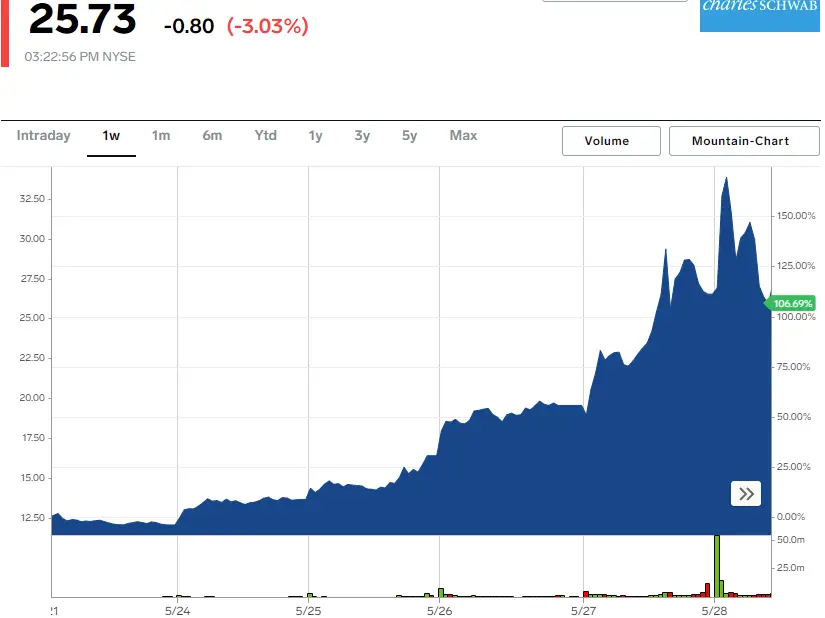 25.73 -0.80 (-3.03%)
charles SCHWAB
03:22:56 PM NYSE
Intraday 1w 1m 6m Ytd 1y 3y 5y Max Volume Mountain-Chart
32.50
30.00
27.50
25.00
22.50
20.00
17.50
15.00
12.50
150.00%
125.00%
106.69%
100.00%
75.00%
50.00%
25.00%
0.00%
50.0m
25.0m
5/24 5/25 5/26 5/27 5/28